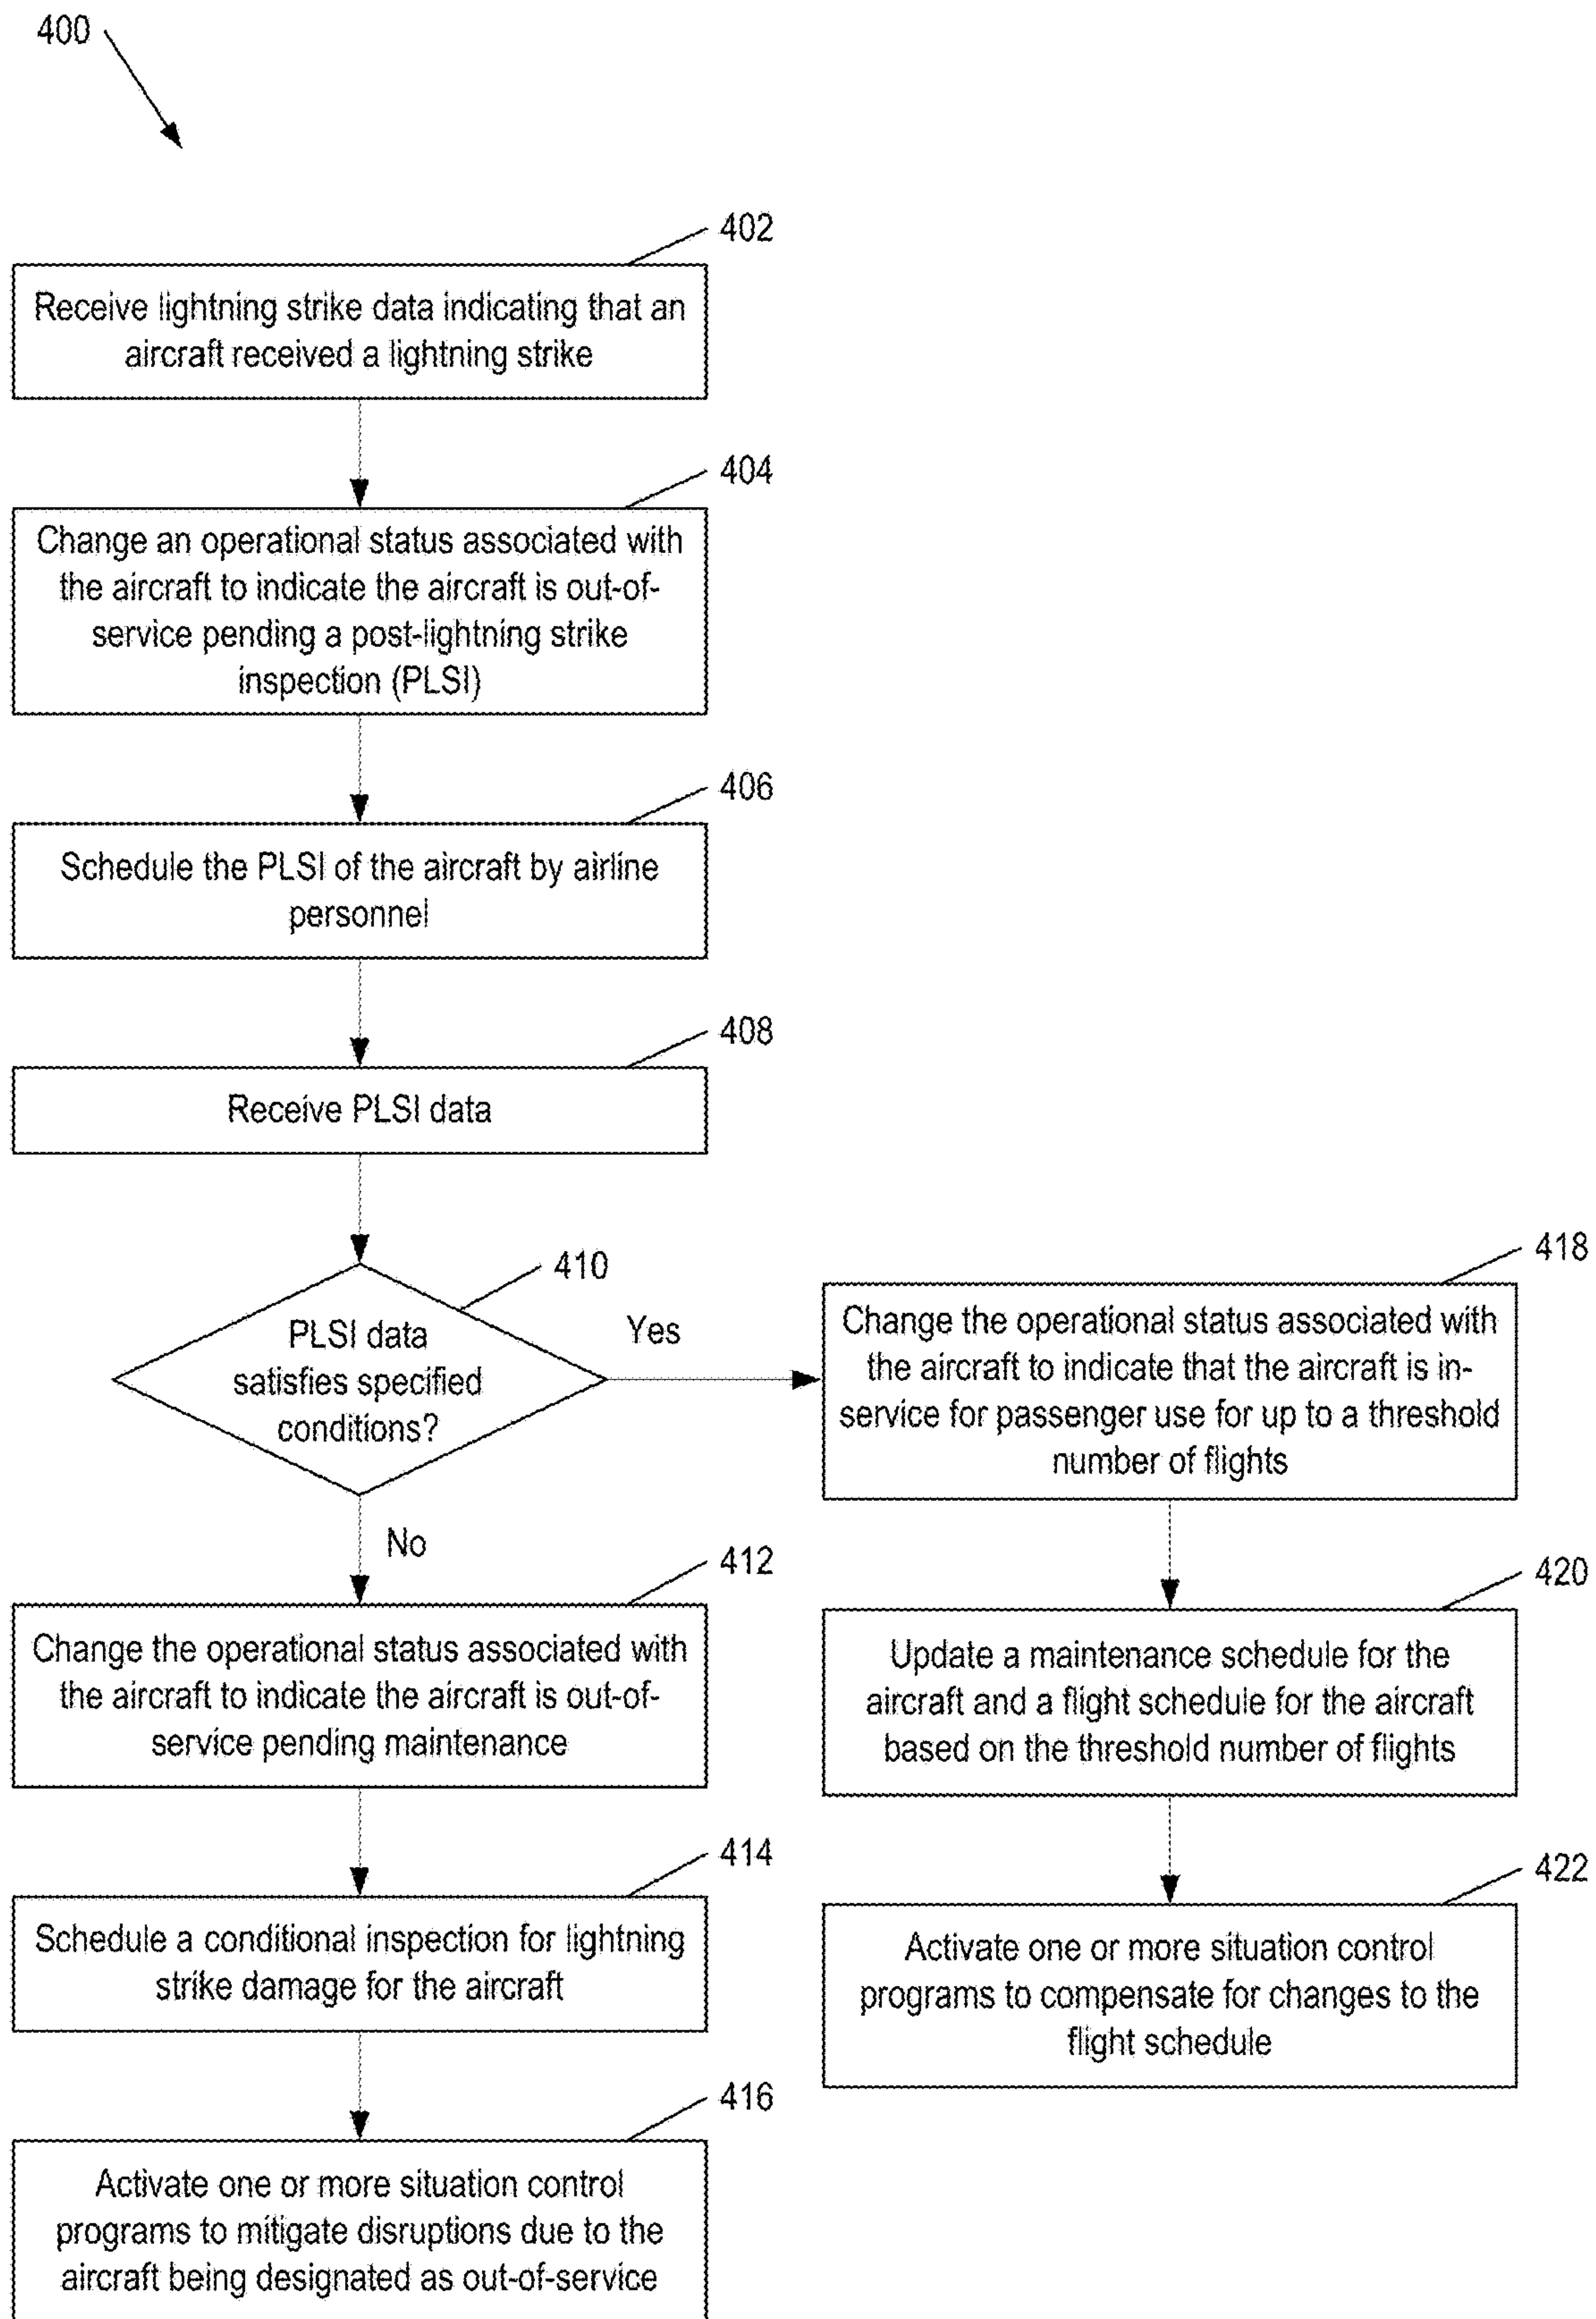 400
402
Receive lightning strike data indicating that an
aircraft received a lightning strike
404
Change an operational status associated with
the aircraft to indicate the aircraft is out-of-
service pending a post-lightning strike
inspection (PLSI)
406
Schedule the PLSI of the aircraft by airline
personnel
408
Receive PLSI data
410
PLSI data
satisfies specified
conditions?
Yes
No
412
Change the operational status associated with
the aircraft to indicate the aircraft is out-of-
service pending maintenance
414
Schedule a conditional inspection for lightning
strike damage for the aircraft
416
Activate one or more situation control
programs to mitigate disruptions due to the
aircraft being designated as out-of-service
418
Change the operational status associated with
the aircraft to indicate that the aircraft is in-
service for passenger use for up to a threshold
number of flights
420
Update a maintenance schedule for the
aircraft and a flight schedule for the aircraft
based on the threshold number of flights
422
Activate one or more situation control
programs to compensate for changes to the
flight schedule